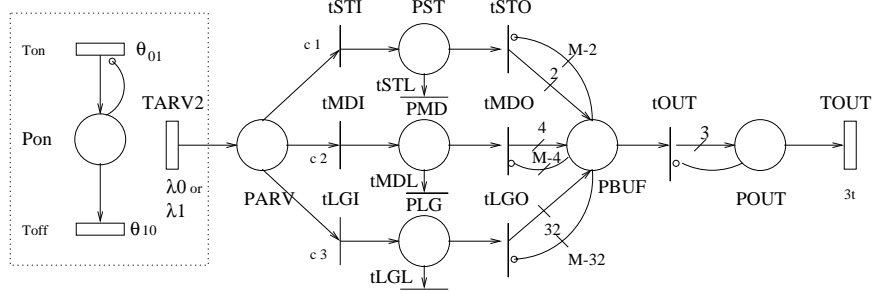 tSTI PST tSTO
Ton θ01
c 1
M-2
2
tSTL
TARV2 tMDI PMD tMDO tOUT TOUT
Pon
4
3
c 2
M-4
λ0 or
λ1
PARV
tMDL
PBUF
POUT
tLGI PLG tLGO
3t
Toff θ10
32
c 3
M-32
tLGL